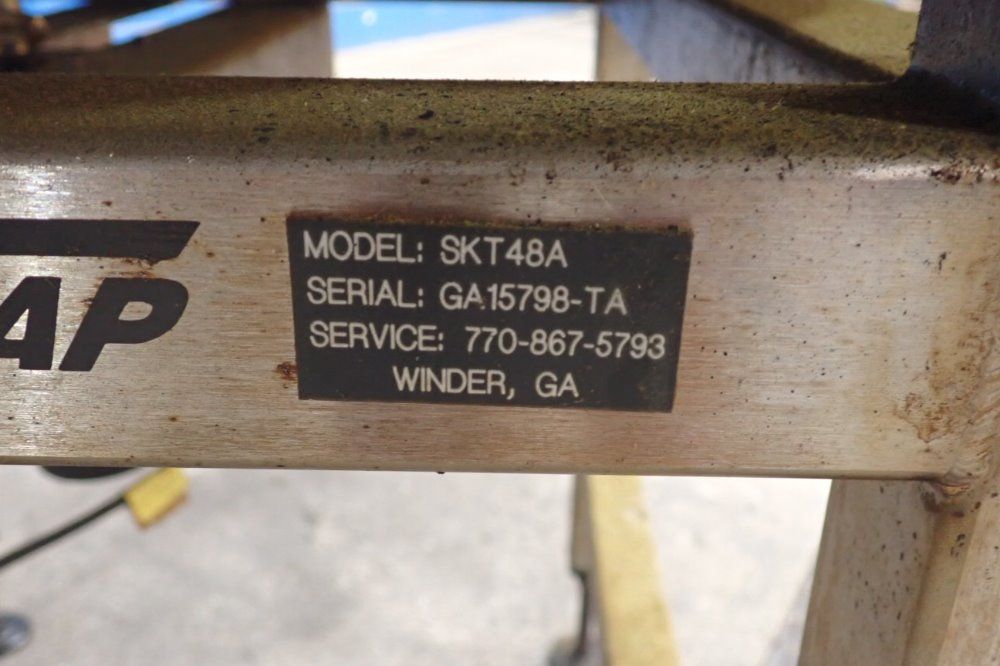 AP
MODEL: SKT48A
SERIAL: GA15798-TA
SERVICE: 770-867-5793
WINDER, GA